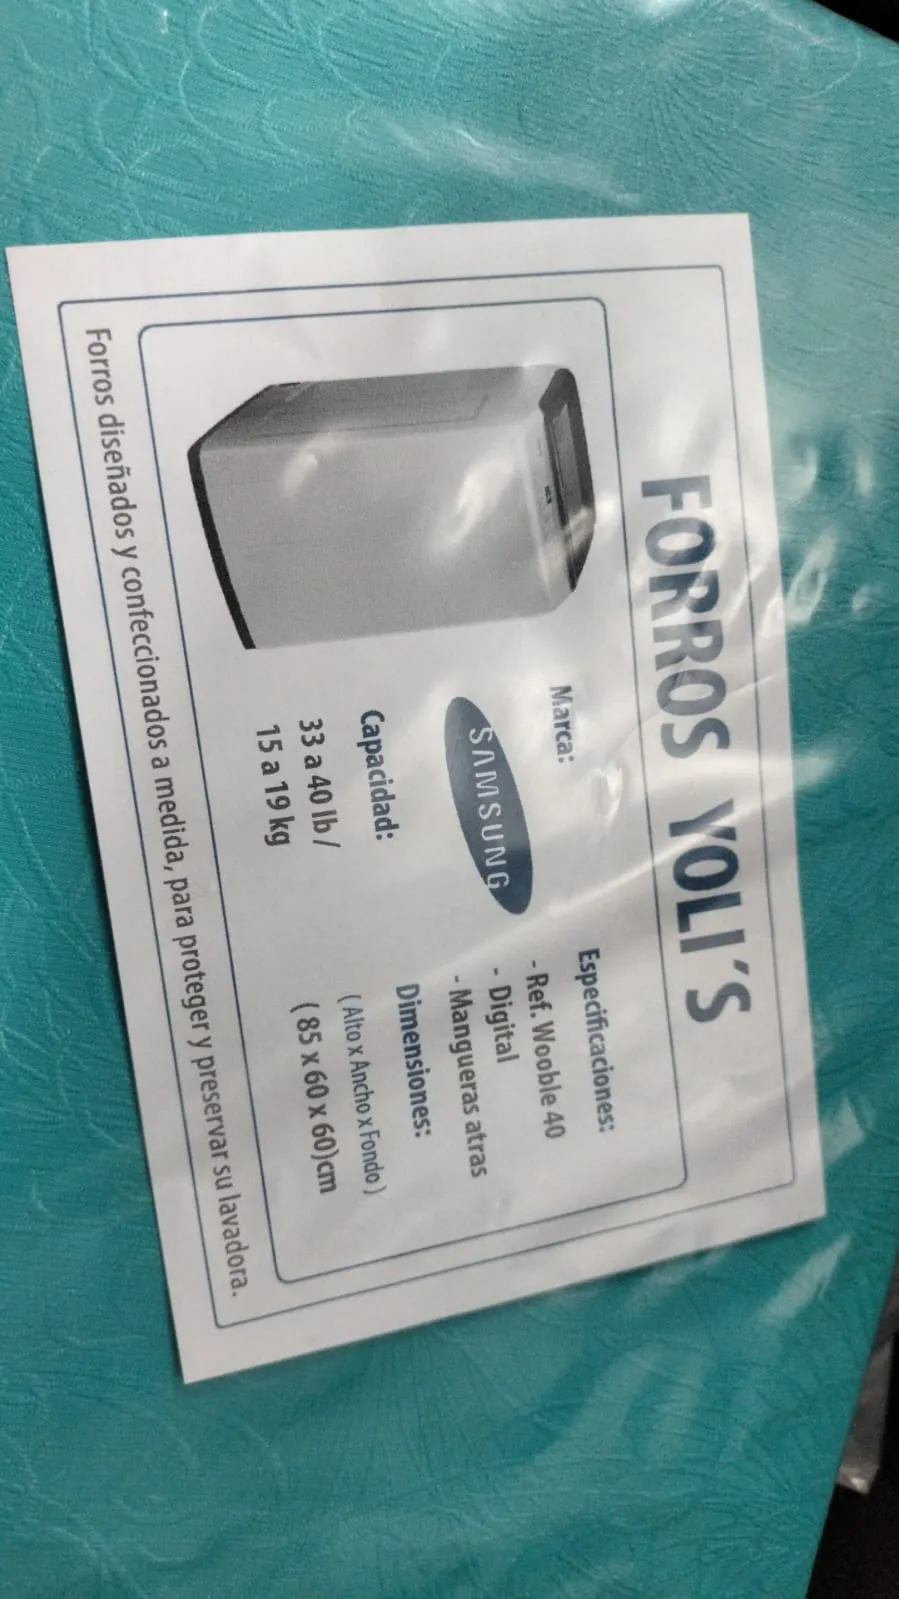 FORROS YOLI´S
Marca:
SAMSUNG
Capacidad:
33 a 40 lb /
15 a 19 kg
Especificaciones:
- Ref. Wooble 40
- Digital
- Mangueras atras
Dimensiones:
( Alto x Ancho x Fondo )
( 85 x 60 x 60)cm
Forros diseñados y confeccionados a medida, para proteger y preservar su lavadora.